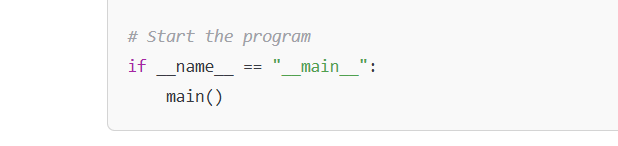 # Start the program
if __name__ == "__main__":
    main()